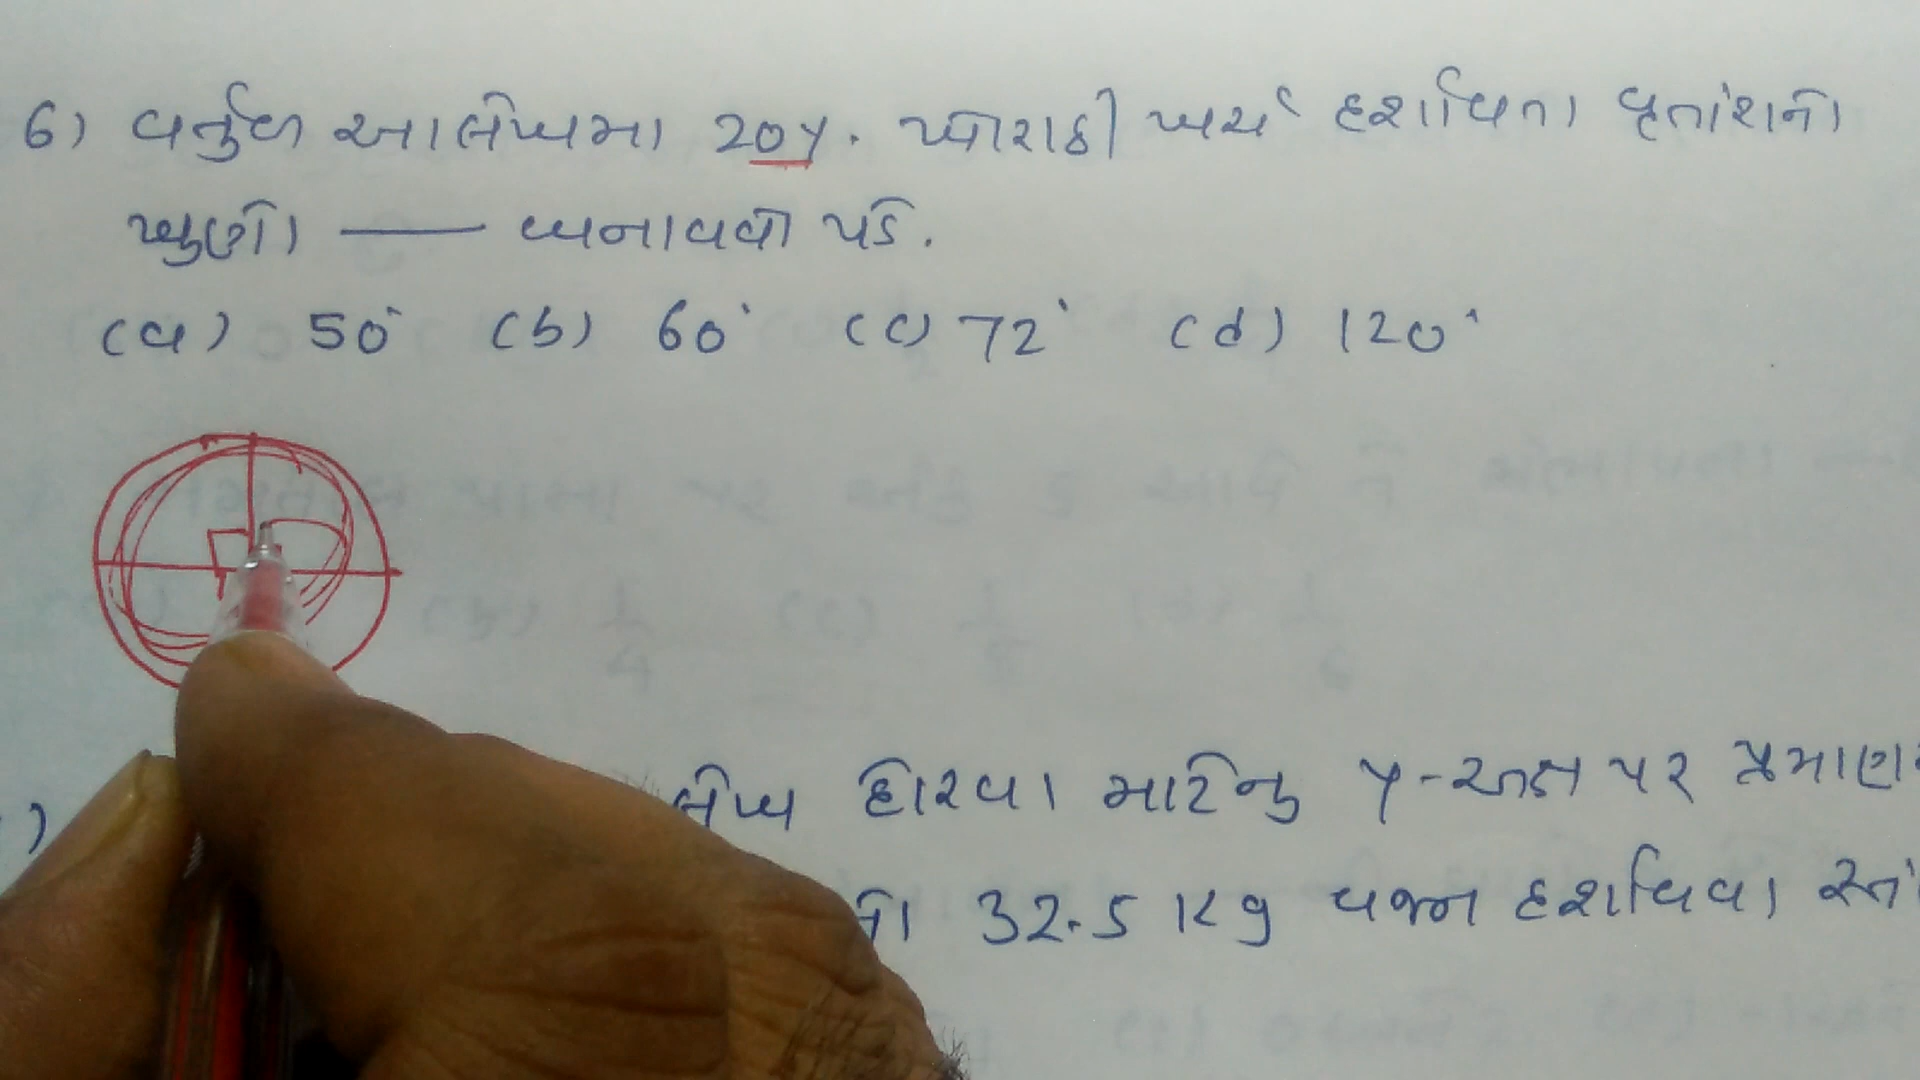 6) વર્તુળ આલેખમા 20%. ખોરાકી ખર્ચ દર્શાવતા વૃતાંશનો
ખુણો — બનાવવો પડે.
(a) 50° (b) 60° (c) 72° (d) 120°
લેખ દોરવા માટેનુ y-અક્ષ પર પ્રમાણ
32.5 kg વજન દર્શાવવા